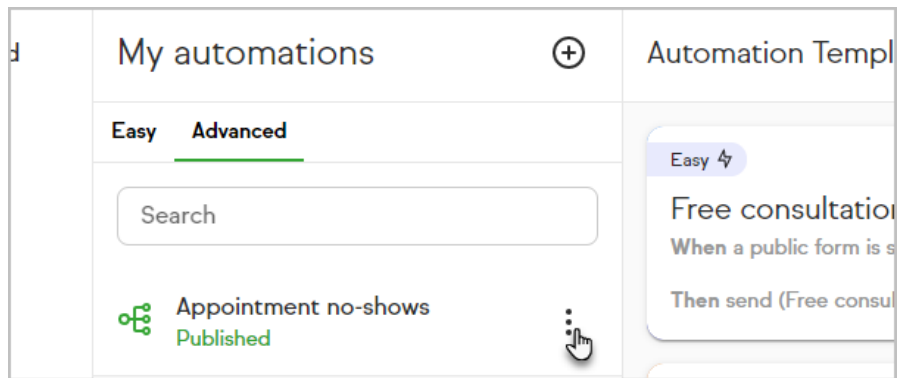 My automations
Automation Templ
Easy
Advanced
Search
Appointment no-shows
Published
Easy
Free consultation
When a public form is s
Then send (Free consul